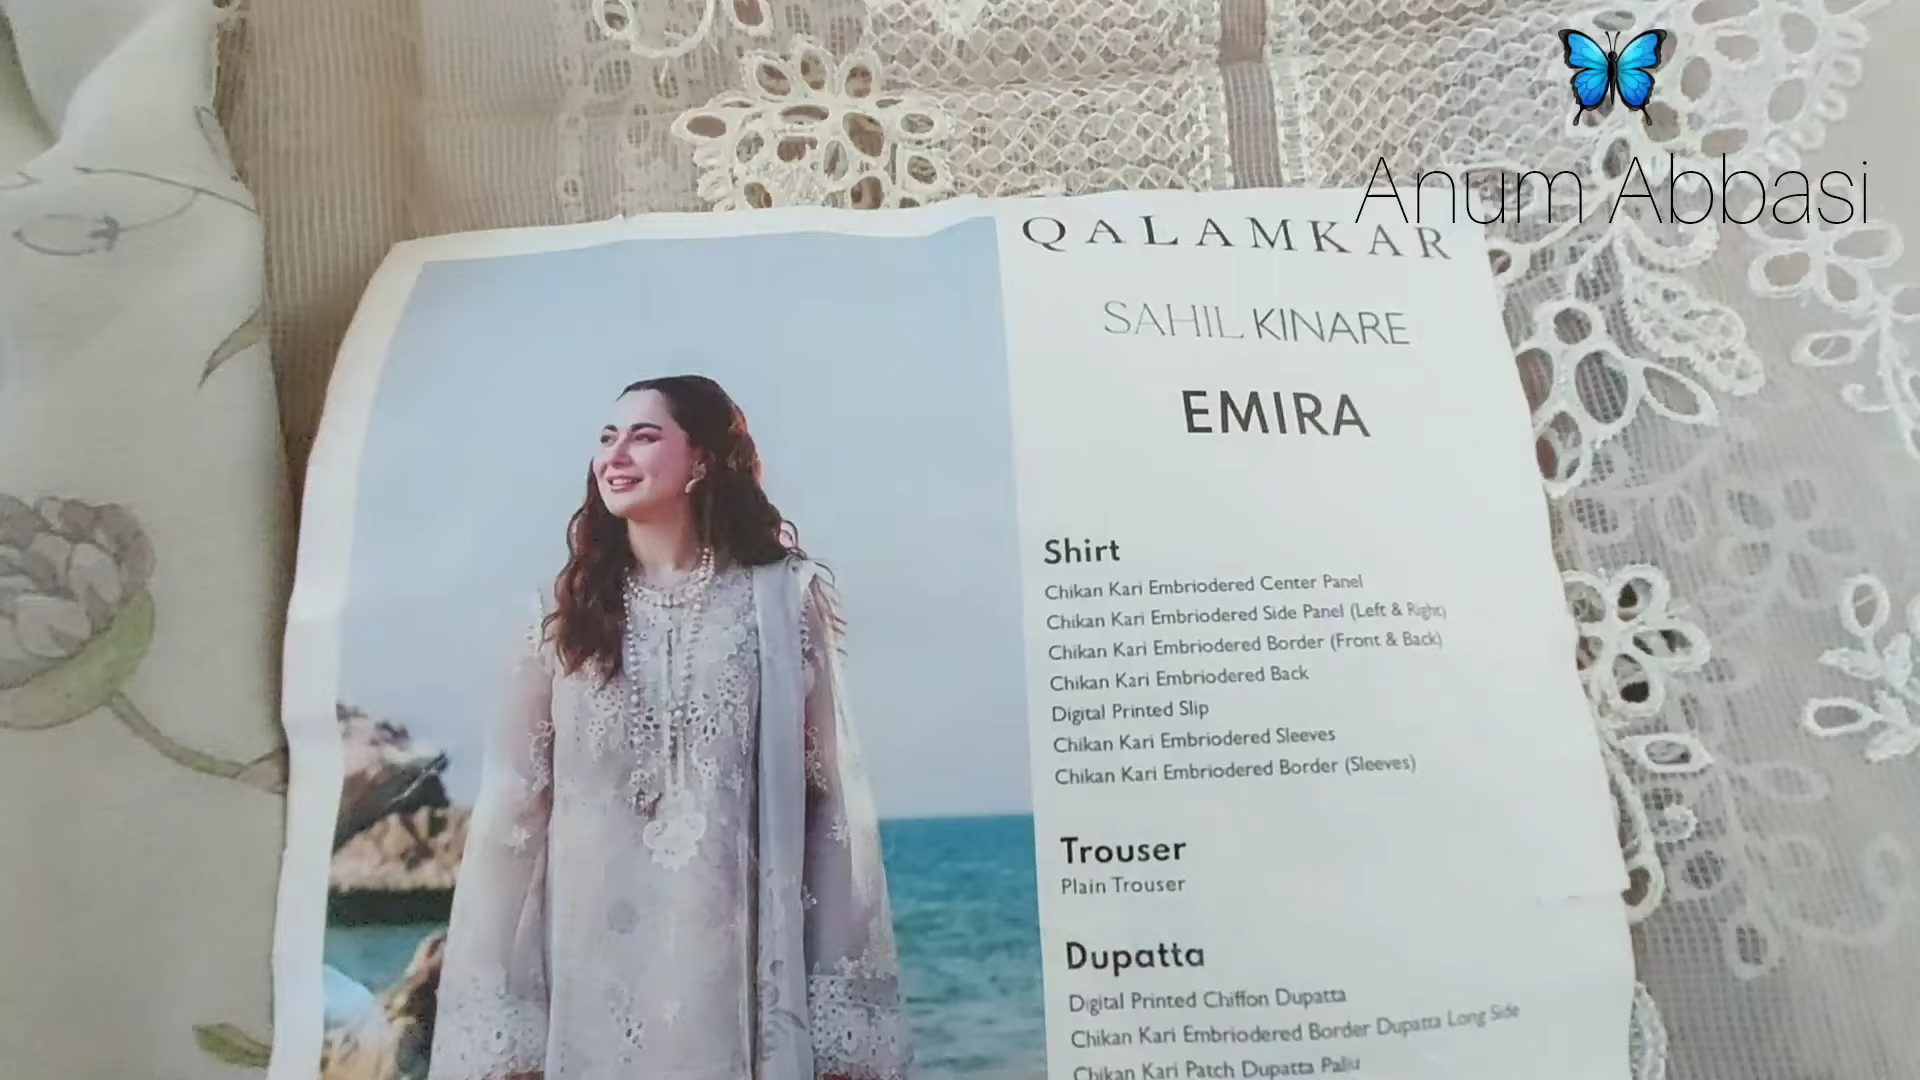 Anum Abbasi
QALAMKAR
SAHIL KINARE
EMIRA
Shirt
Chikan Kari Embriodered Center Panel
Chikan Kari Embriodered Side Panel (Left & Right)
Chikan Kari Embriodered Border (Front & Back)
Chikan Kari Embriodered Back
Digital Printed Slip
Chikan Kari Embriodered Sleeves
Chikan Kari Embriodered Border (Sleeves)
Trouser
Plain Trouser
Dupatta
Digital Printed Chiffon Dupatta
Chikan Kari Embriodered Border Dupatta Long Side
Chikan Kari Patch Dupatta Pallu